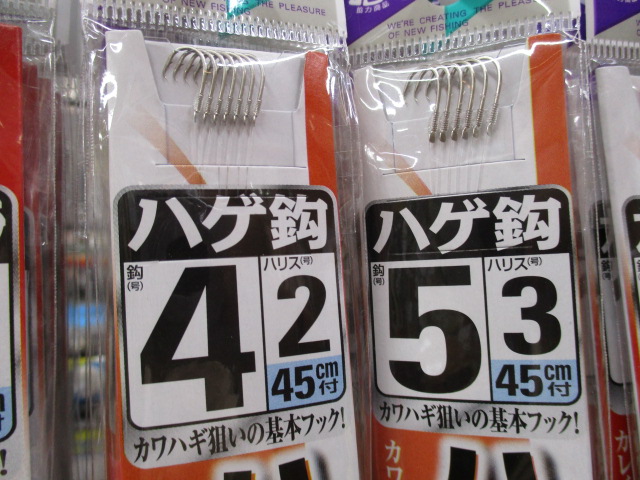 WE'RE CREATING
OF NEW FISHING
THE PLEASURE
ハゲ鈎
鈎(号)
4
ハリス(号)
2
45cm付
カワハギ狙いの基本フック!
ハゲ鈎
鈎(号)
5
ハリス(号)
3
45cm付
カワハギ狙いの基本フック!
カワ